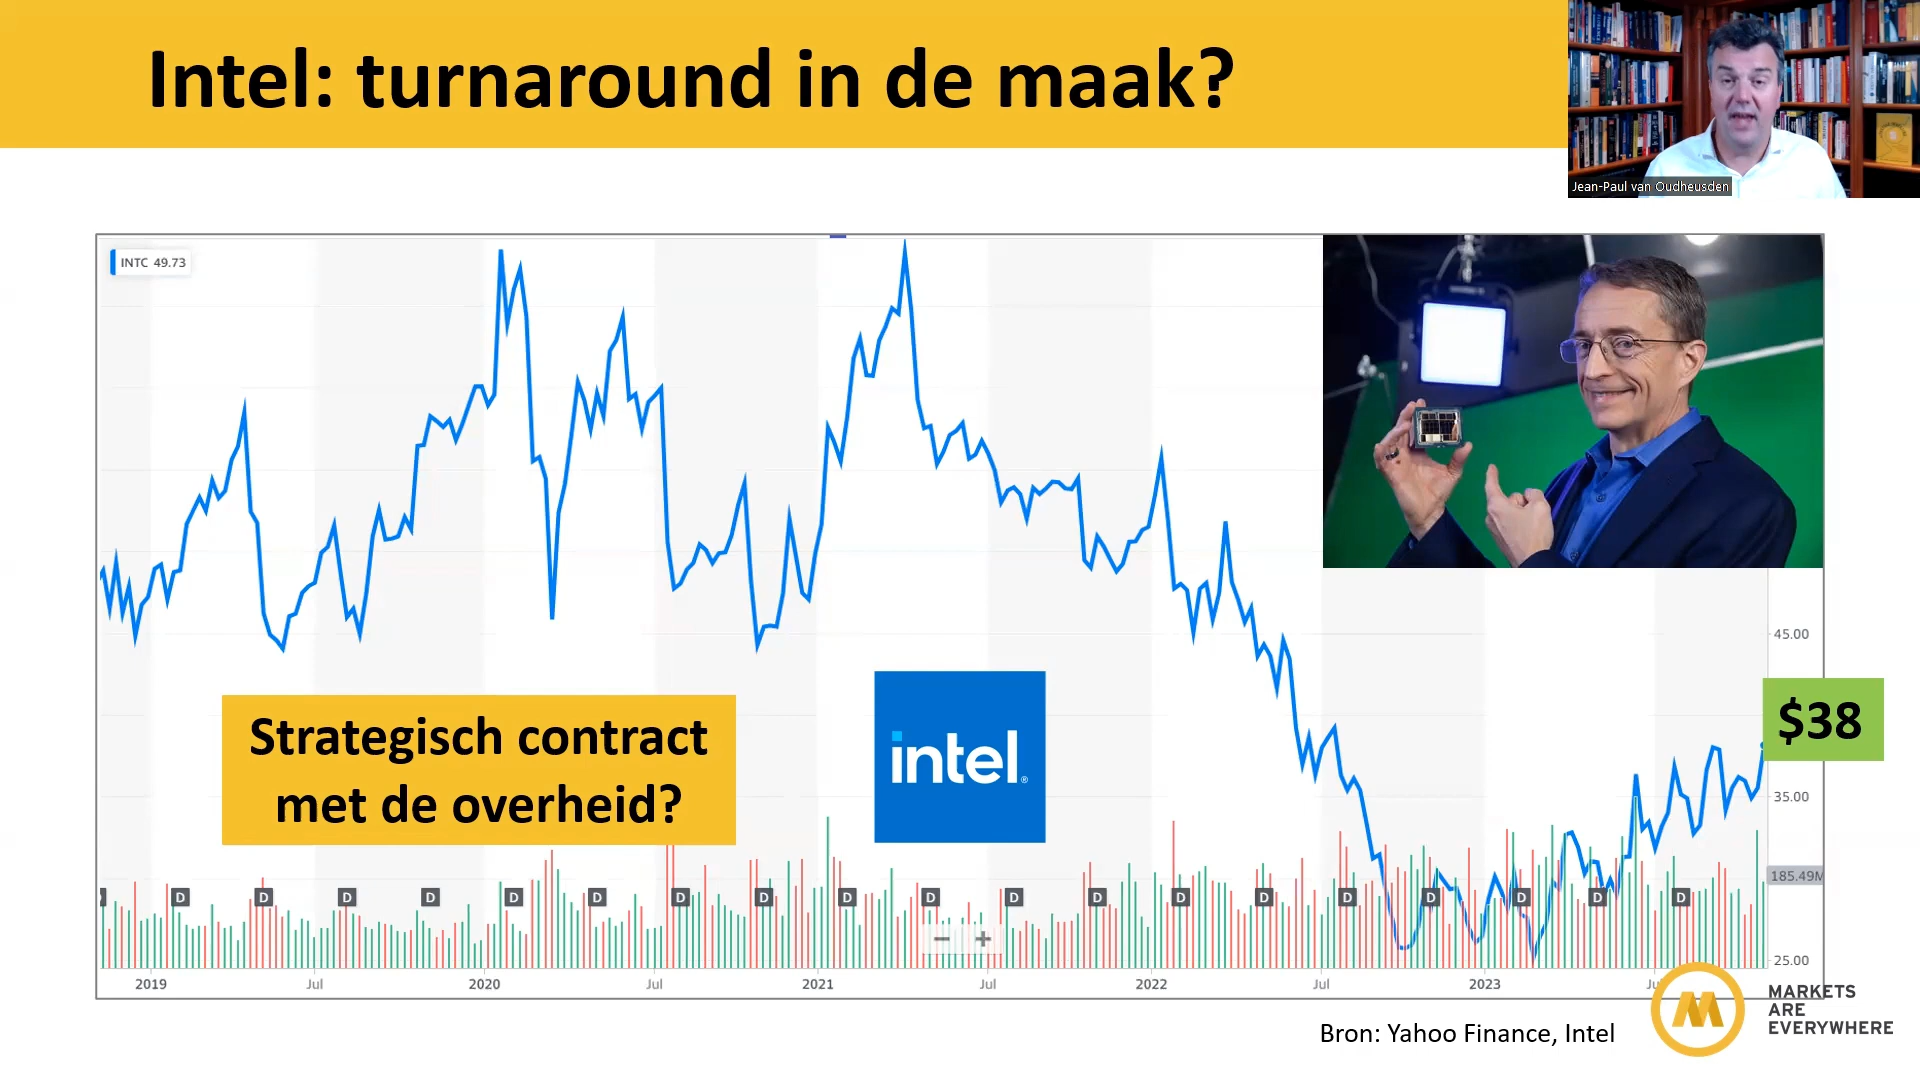 Intel: turnaround in de maak?
Jean-Paul van Oudheusden
INTC 49.73
45.00
$38
Strategisch contract
met de overheid?
intel®
35.00
185.49M
D D D D D D D D D D D D D D D D D D D
− +
25.00
2019 Jul 2020 Jul 2021 Jul 2022 Jul 2023
MARKETS
ARE
EVERYWHERE
Bron: Yahoo Finance, Intel